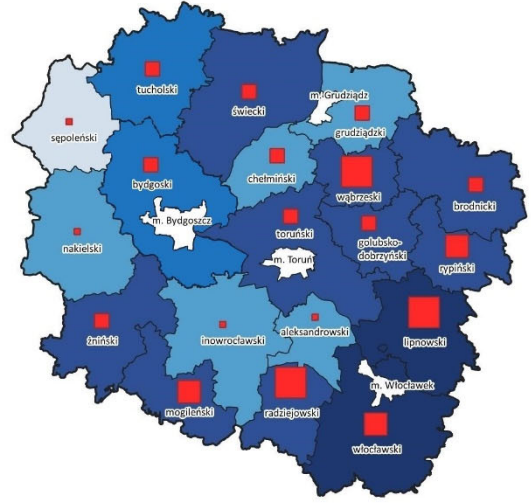 tucholski
świecki
m. Grudziądz
grudziądzki
sępoleński
chełmiński
bydgoski
wąbrzeski
brodnicki
m. Bydgoszcz
toruński
golubsko-
dobrzyński
nakielski
m. Toruń
rypiński
żniński
inowrocławski
aleksandrowski
lipnowski
m. Włocławek
mogileński
radziejowski
włocławski